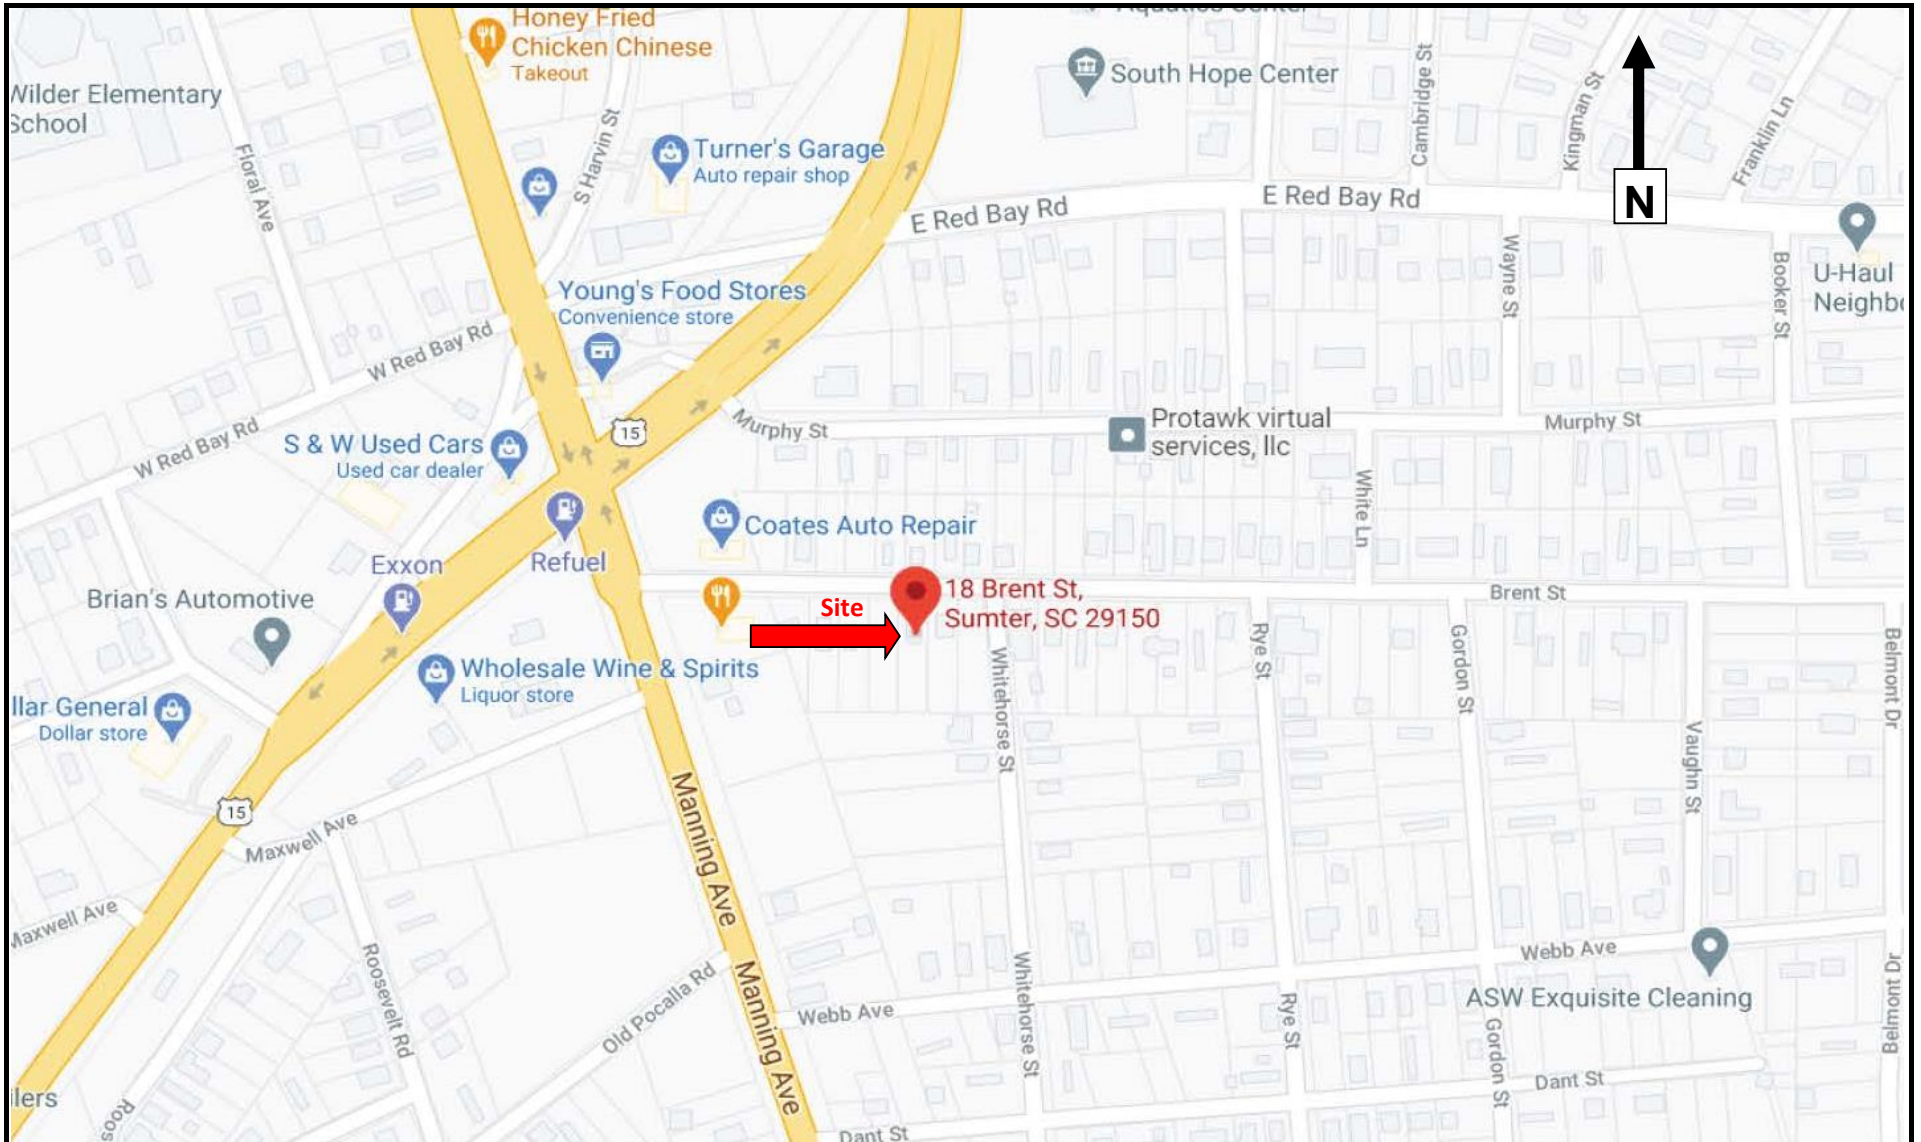 Aquatics Center
Honey Fried
Chicken Chinese
Takeout
South Hope Center
Cambridge St
Kingman St
Franklin Ln
Wilder Elementary
School
Floral Ave
S Harvin St
Turner's Garage
Auto repair shop
N
E Red Bay Rd
E Red Bay Rd
Wayne St
Booker St
U-Haul
Neighbo
Young's Food Stores
Convenience store
W Red Bay Rd
W Red Bay Rd
15
Murphy St
Protawk virtual
services, llc
Murphy St
S & W Used Cars
Used car dealer
White Ln
Coates Auto Repair
Refuel
Exxon
Brian's Automotive
Site
18 Brent St,
Sumter, SC 29150
Brent St
Rye St
Gordon St
Belmont Dr
Whitehorse St
Wholesale Wine & Spirits
Liquor store
llar General
Dollar store
Vaughn St
15
Maxwell Ave
Manning Ave
Maxwell Ave
Roosevelt Rd
Old Pocalla Rd
Manning Ave
Webb Ave
Webb Ave
Whitehorse St
Rye St
ASW Exquisite Cleaning
Gordon St
Belmont Dr
Dant St
Dant St
lers
Roos